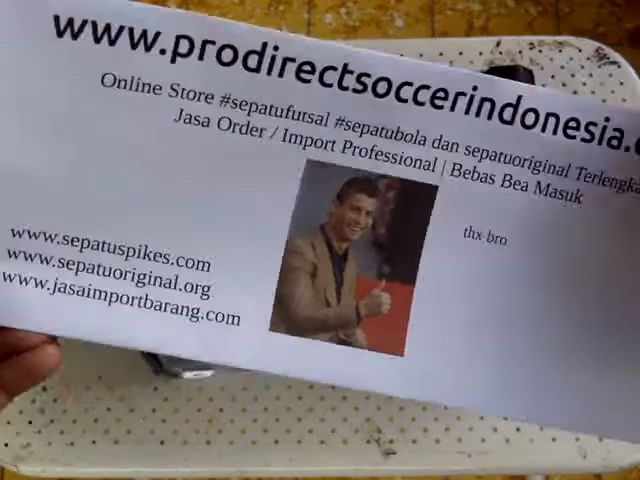 www.prodirectsoccerindonesia.
Online Store #sepatufutsal #sepatubola dan sepatuoriginal
Jasa Order / Import Professional | Bebas Bea Masuk
thx bro
www.sepatuspikes.com
www.sepatuoriginal.org
www.jasaimportbarang.com